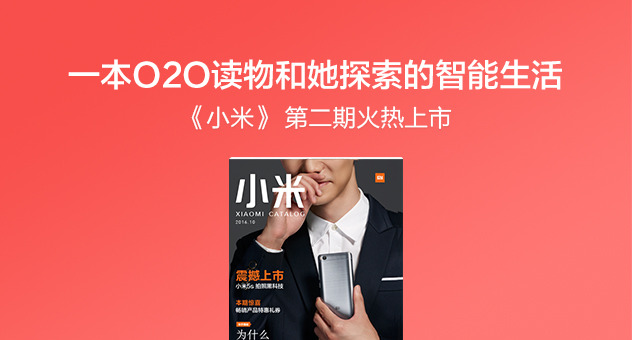 一本O2O读物和她探索的智能生活
《小米》第二期火热上市
小米
XIAOMI CATALOG
2016.10
震撼上市
小米5s 拍照黑科技
本期惊喜
畅销产品特惠礼券
为什么